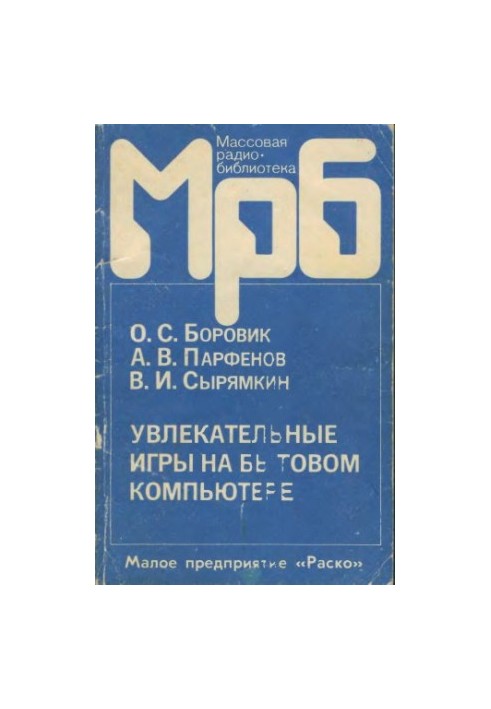 Массовая
радио-
библиотека
Мрб
О. С. Боровик
А. В. Парфенов
В. И. Сырямкин
УВЛЕКАТЕЛЬНЫЕ
ИГРЫ НА БЫТОВОМ
КОМПЬЮТЕРЕ
Малое предприятие «Раско»